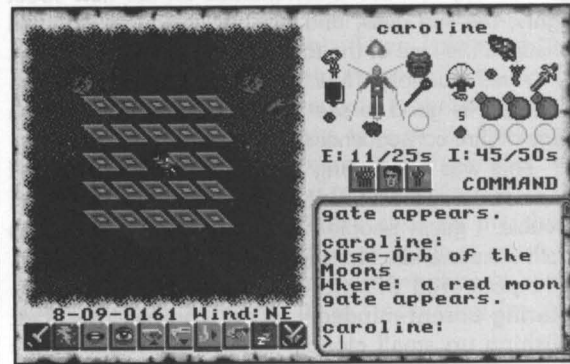 caroline
5
E: 11/25s I: 45/50s
COMMAND
8-09-0161 Wind:NE
gate appears.
caroline:
>Use-Orb of the
Moons
Where: a red moon
gate appears.
caroline:
>